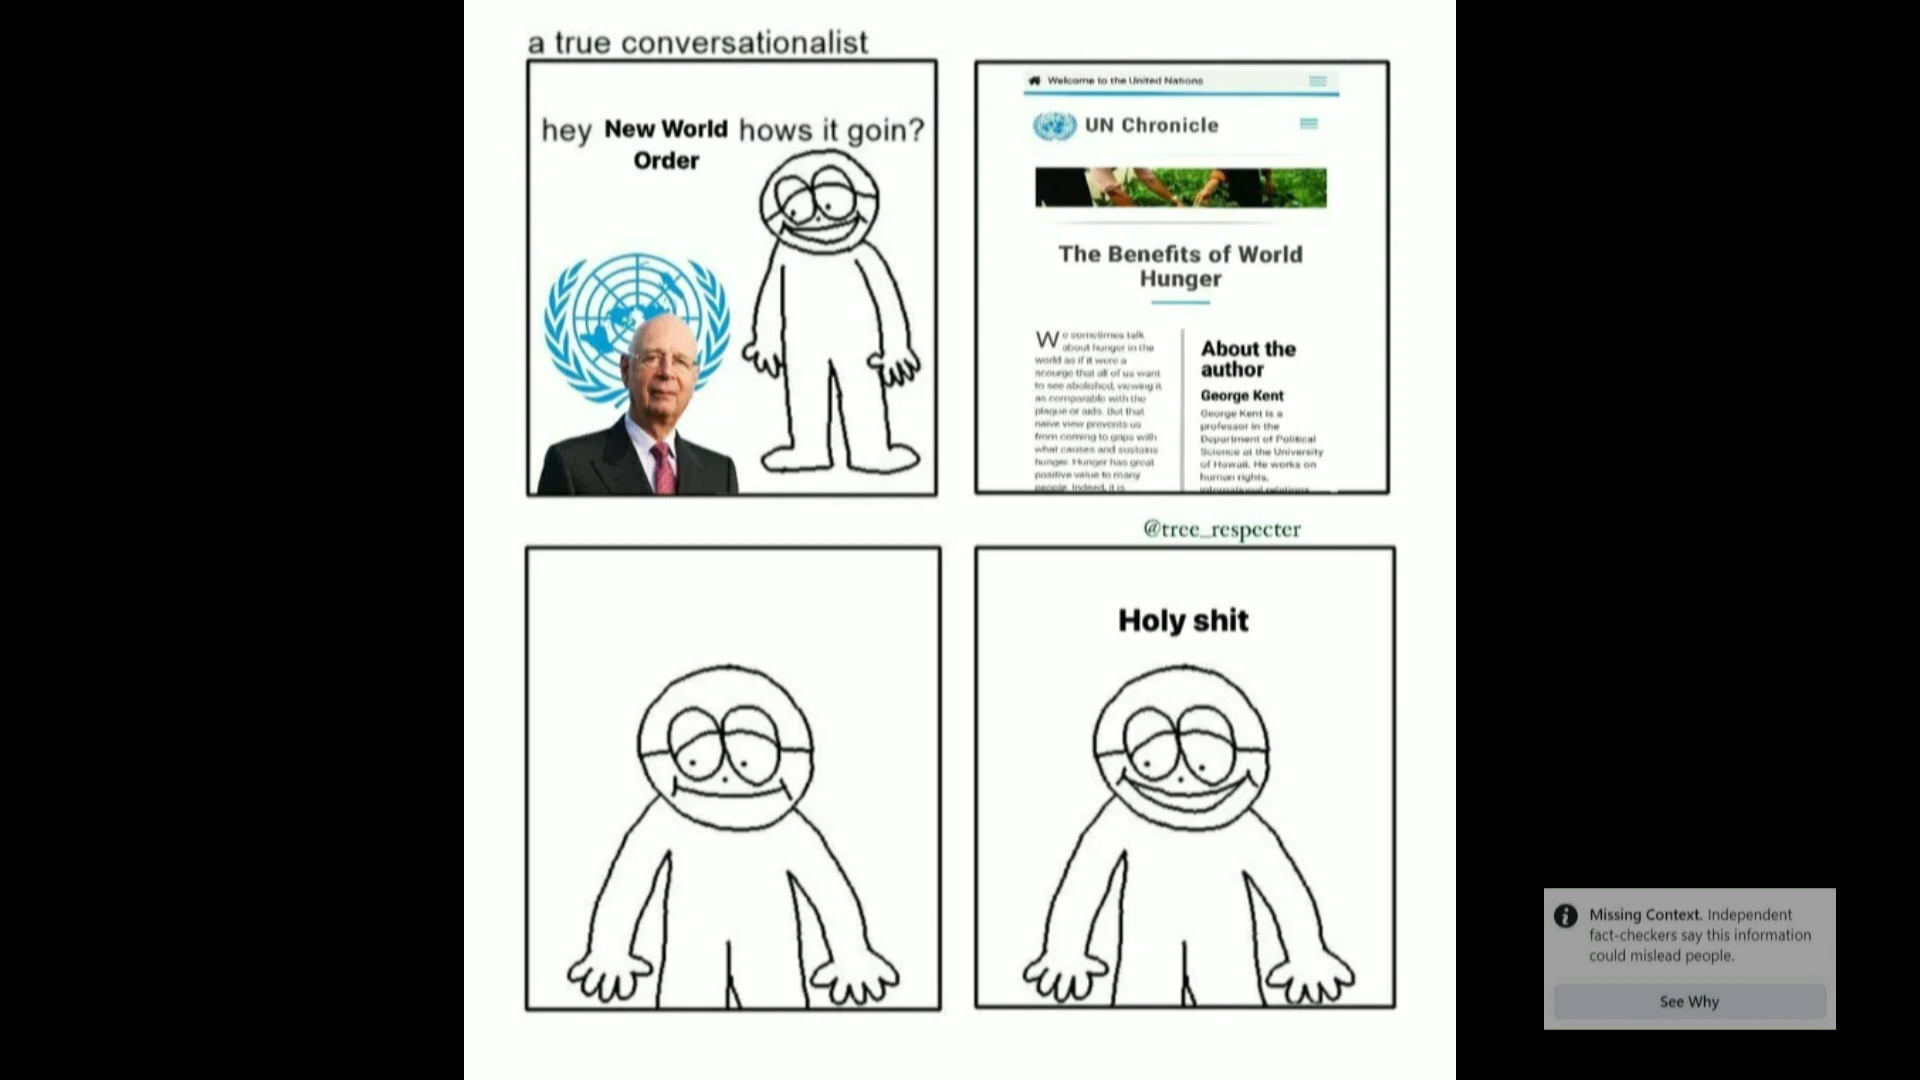 a true conversationalist
hey New World hows it goin?
Order
Welcome to the United Nations
UN Chronicle
The Benefits of World
Hunger
We sometimes talk
about hunger in the
world as if it were a
scourge that all of us want
to see abolished, viewing it
as comparable with the
plague or aids. But that
naïve view prevents us
from coming to grips with
what causes and sustains
hunger. Hunger has great
positive value to many
people. Indeed, it is
About the
author
George Kent
George Kent is a
professor in the
Department of Political
Science at the University
of Hawaii. He works on
human rights,
international relations
@tree_respecter
Holy shit
Missing Context. Independent
fact-checkers say this information
could mislead people.
See Why